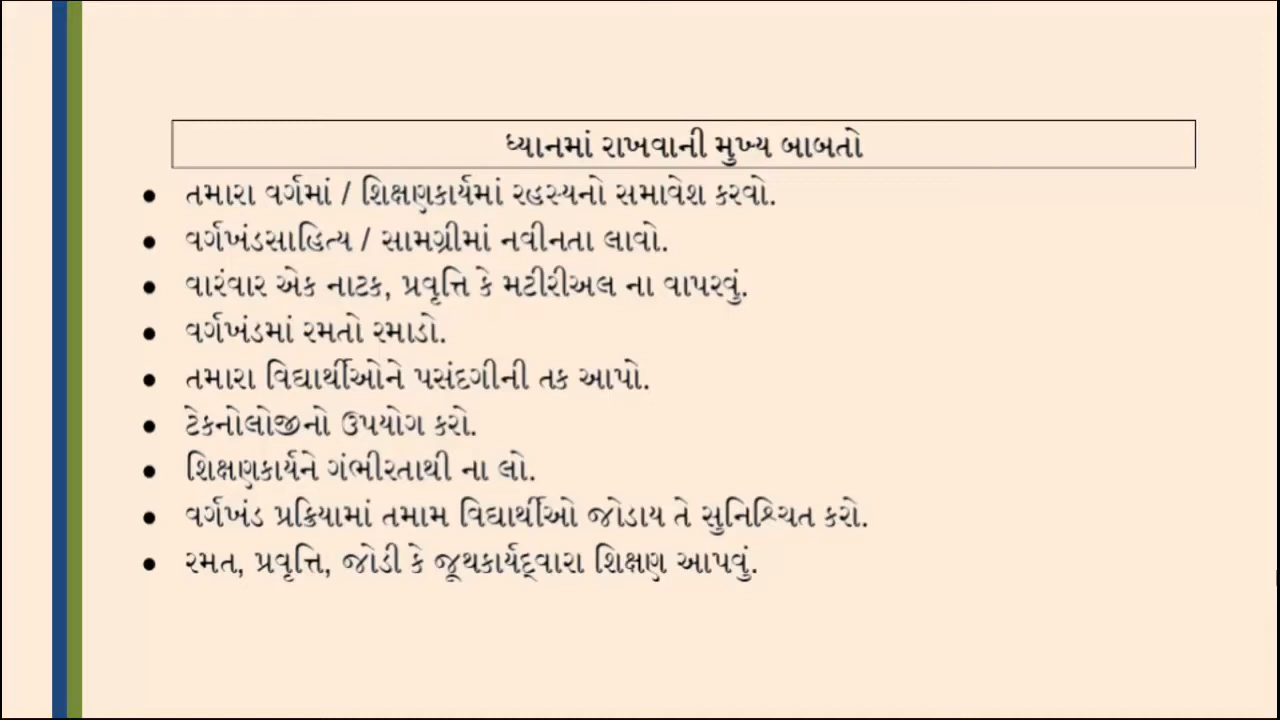 ધ્યાનમાં રાખવાની મુખ્ય બાબતો
• તમારા વર્ગમાં / શિક્ષણકાર્યમાં રહસ્યનો સમાવેશ કરવો.
• વર્ગખંડસાહિત્ય / સામગ્રીમાં નવીનતા લાવો.
• વારંવાર એક નાટક, પ્રવૃત્તિ કે મટીરીઅલ ના વાપરવું.
• વર્ગખંડમાં રમતો રમાડો.
• તમારા વિદ્યાર્થીઓને પસંદગીની તક આપો.
• ટેકનોલોજીનો ઉપયોગ કરો.
• શિક્ષણકાર્યને ગંભીરતાથી ના લો.
• વર્ગખંડ પ્રક્રિયામાં તમામ વિદ્યાર્થીઓ જોડાય તે સુનિશ્ચિત કરો.
• રમત, પ્રવૃત્તિ, જોડી કે જૂથકાર્યદ્વારા શિક્ષણ આપવું.